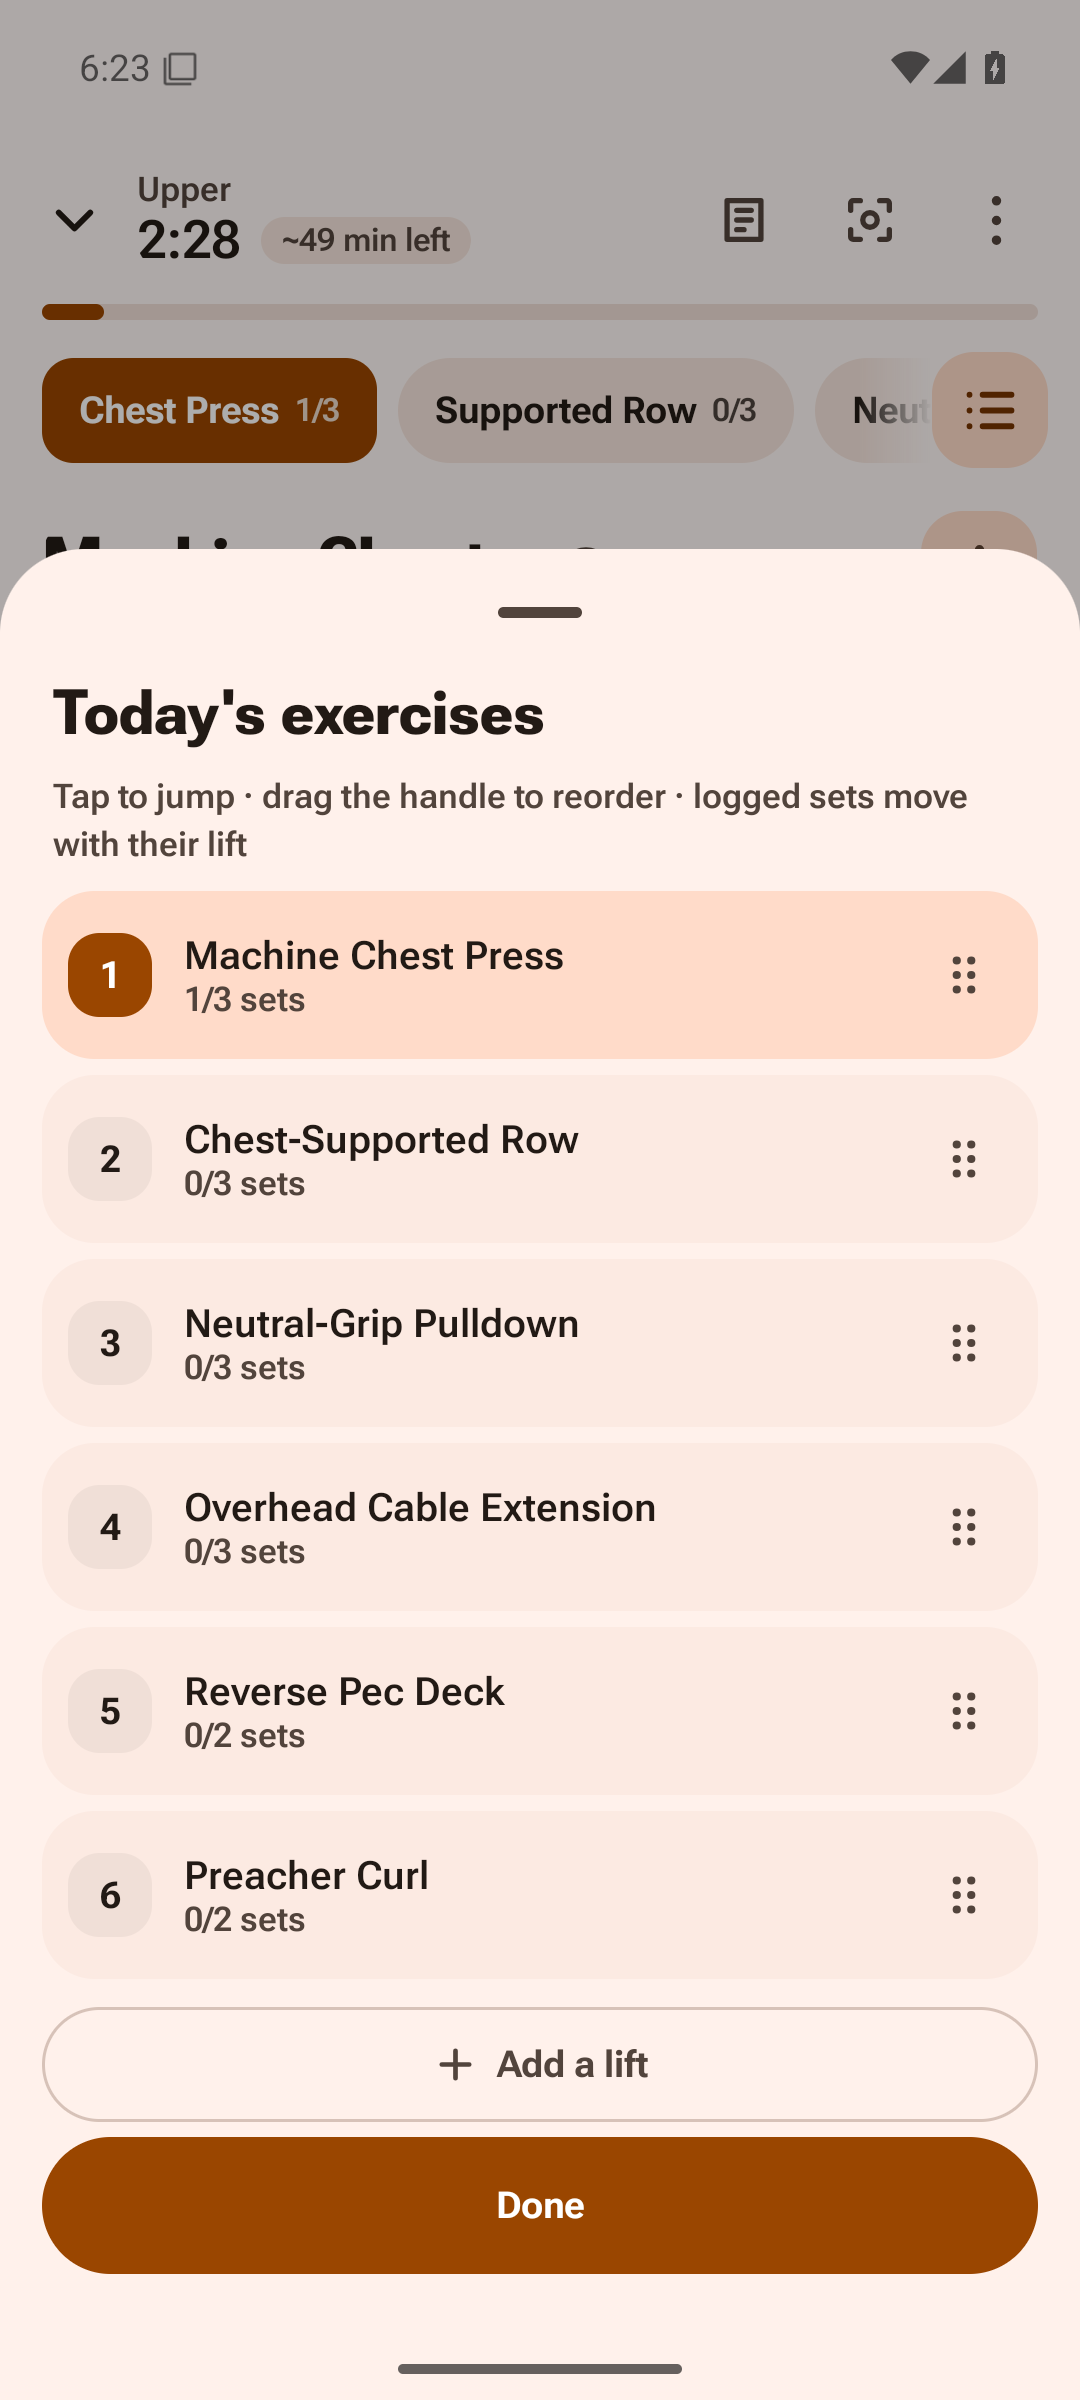 6:23
Upper
2:28 ~49 min left
Chest Press 1/3 Supported Row 0/3 Neut
Today's exercises
Tap to jump · drag the handle to reorder · logged sets move
with their lift
1 Machine Chest Press
1/3 sets
2 Chest-Supported Row
0/3 sets
3 Neutral-Grip Pulldown
0/3 sets
4 Overhead Cable Extension
0/3 sets
5 Reverse Pec Deck
0/2 sets
6 Preacher Curl
0/2 sets
Add a lift
Done